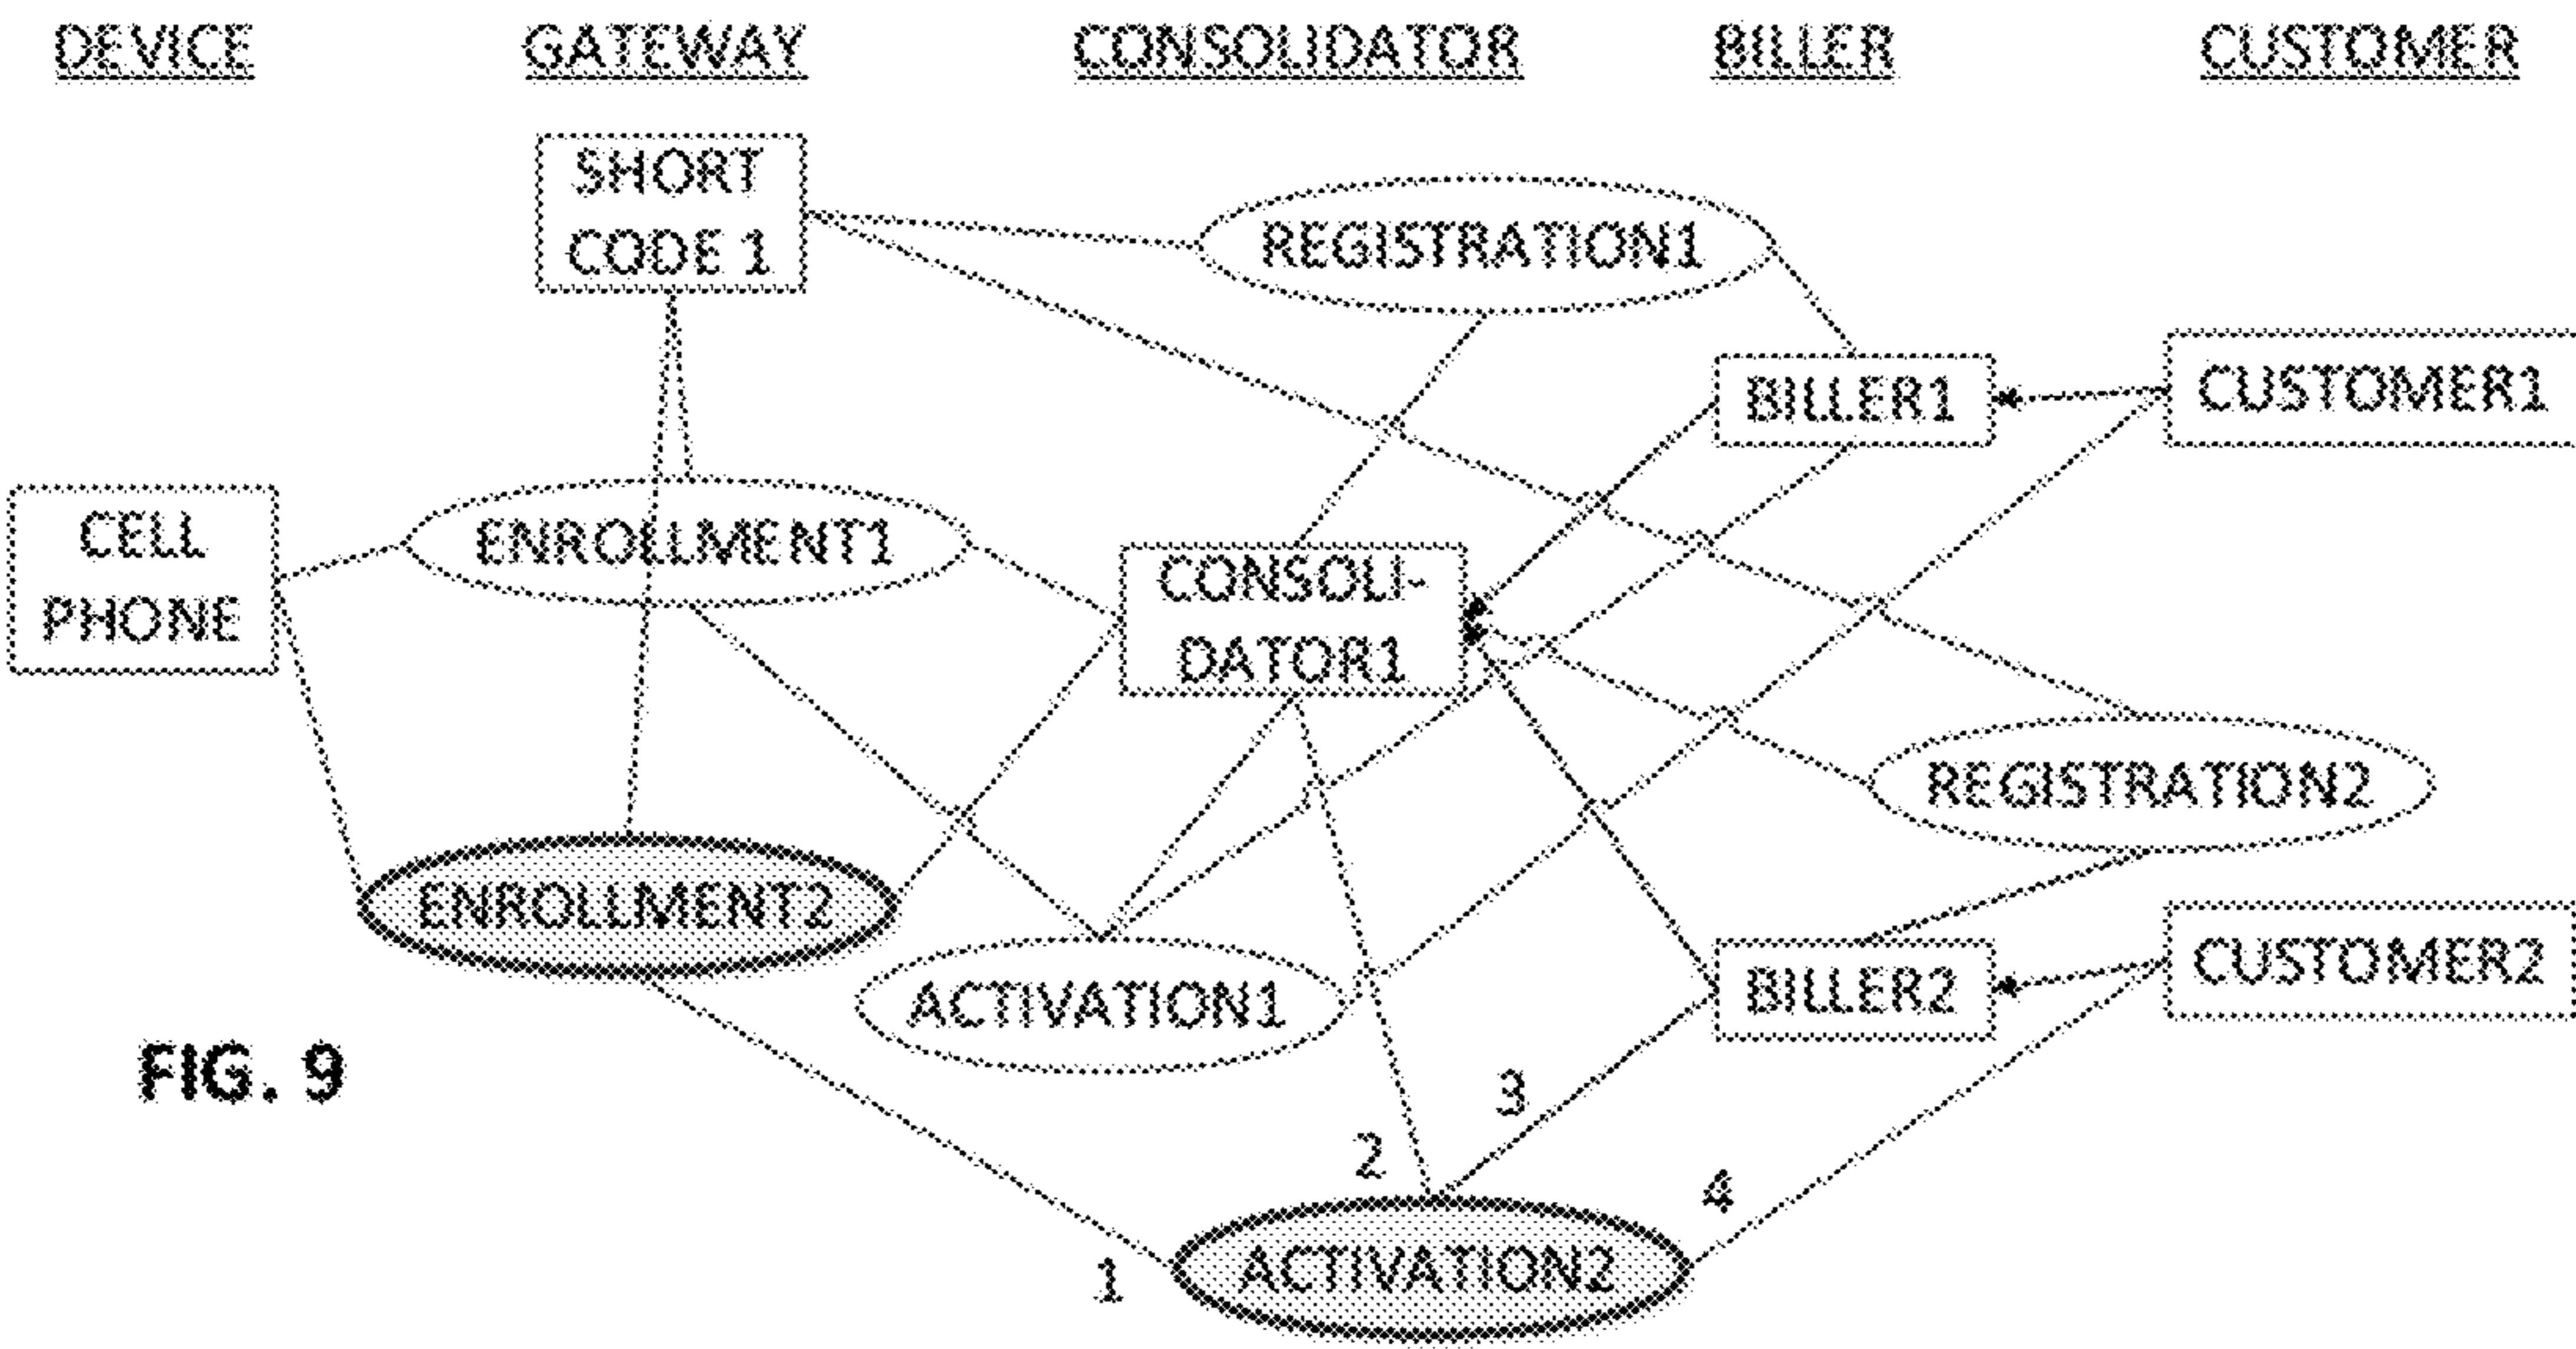 DEVICE GATEWAY CONSOLIDATOR BILLER CUSTOMER
SHORT
CODE 1
REGISTRATION1
BILLER1
CUSTOMER1
CELL
PHONE
ENROLLMENT1
CONSOLI-
DATOR1
REGISTRATION2
ENROLLMENT2
ACTIVATION1
BILLER2
CUSTOMER2
FIG. 9
3
2
4
1
ACTIVATION2